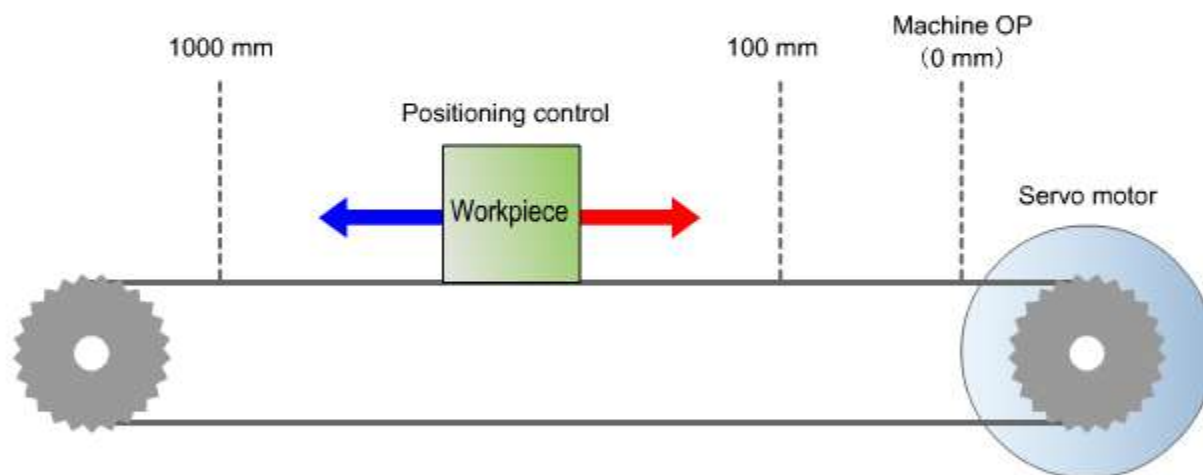 Machine OP
(0 mm)
1000 mm
100 mm
Positioning control
Workpiece
Servo motor